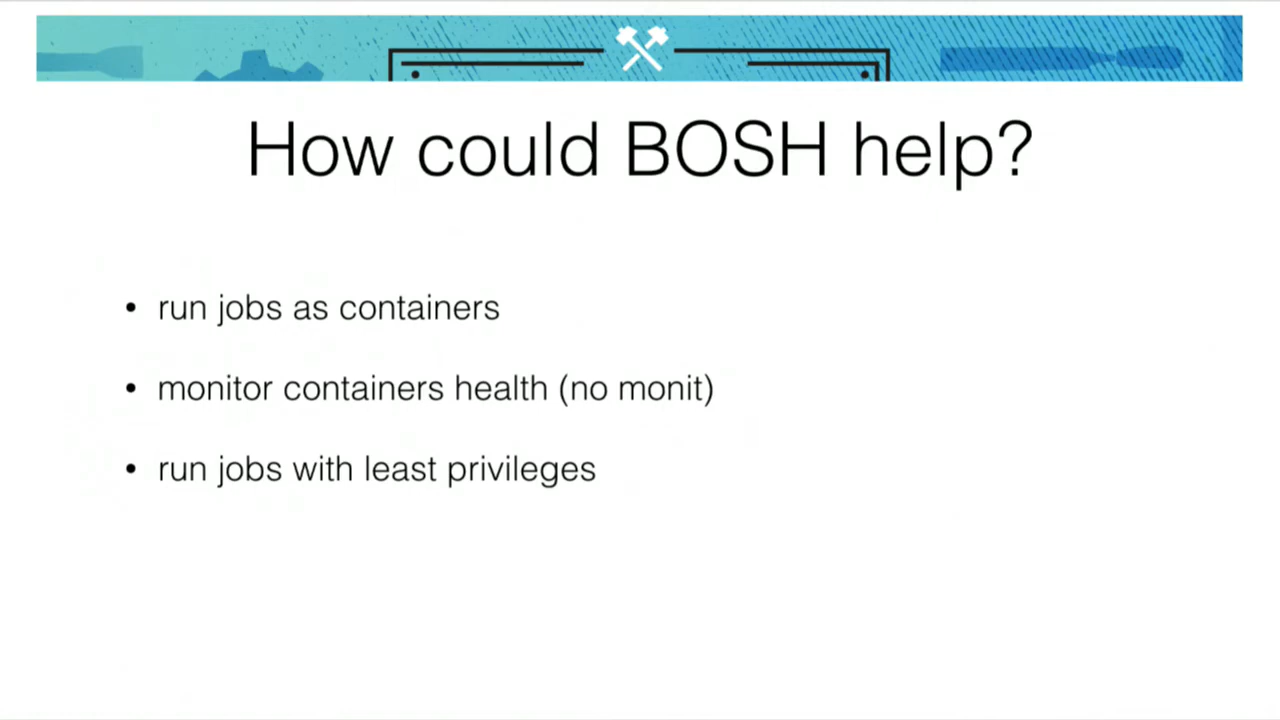 How could BOSH help?
• run jobs as containers
• monitor containers health (no monit)
• run jobs with least privileges